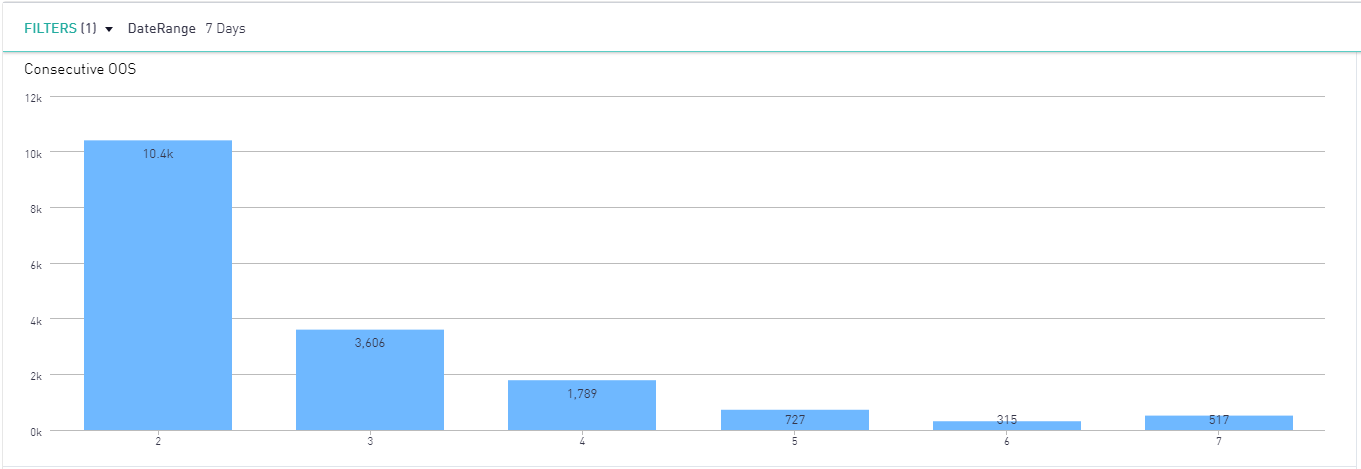 FILTERS (1) DateRange 7 Days
Consecutive OOS
12k
10k
8k
6k
4k
2k
0k
10.4k
3,606
1,789
727
315
517
2 3 4 5 6 7